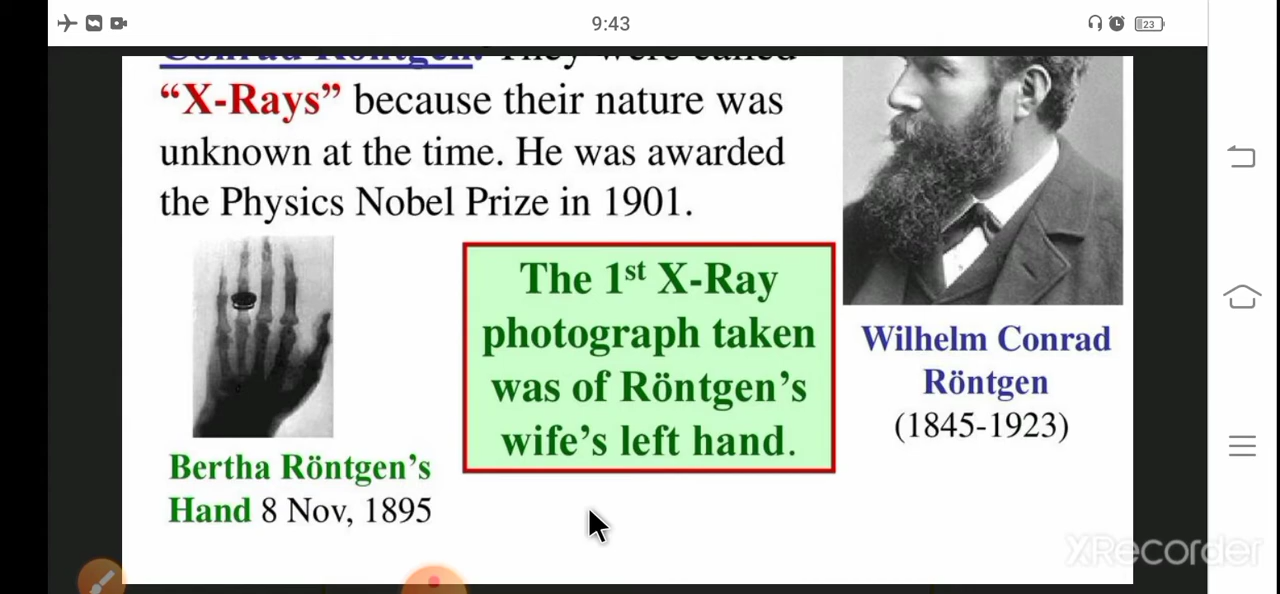 9:43
23
Conrad Röntgen. They were called
“X-Rays” because their nature was
unknown at the time. He was awarded
the Physics Nobel Prize in 1901.
The 1st X-Ray
photograph taken
was of Röntgen’s
wife’s left hand.
Wilhelm Conrad
Röntgen
(1845-1923)
Bertha Röntgen’s
Hand 8 Nov, 1895
XRecorder